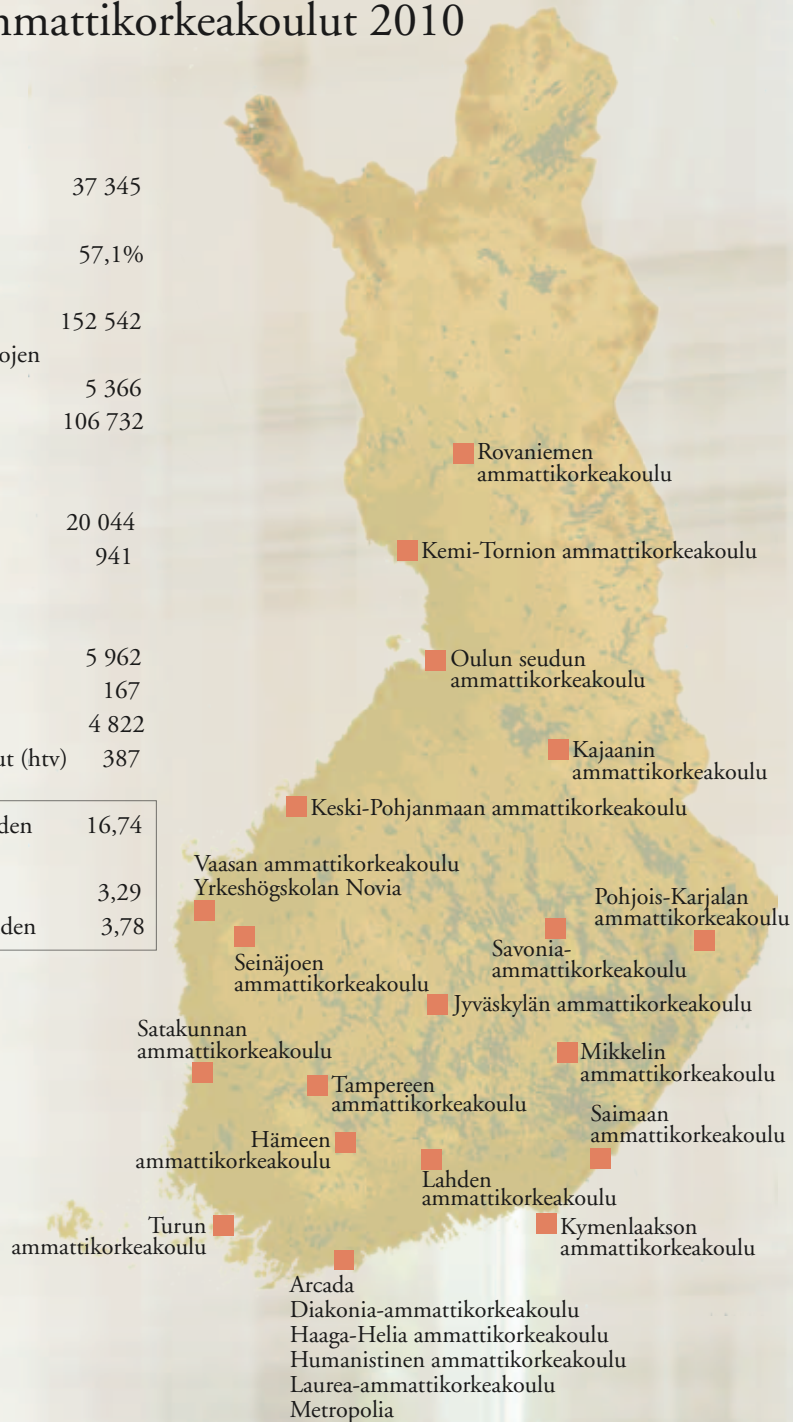 mmattikorkeakoulut 2010
37 345
57,1%
152 542
ojen
5 366
106 732
20 044
941
5 962
167
4 822
ut (htv) 387
den 16,74
3,29
den 3,78
Rovaniemen
ammattikorkeakoulu
Kemi-Tornion ammattikorkeakoulu
Oulun seudun
ammattikorkeakoulu
Kajaanin
ammattikorkeakoulu
Keski-Pohjanmaan ammattikorkeakoulu
Vaasan ammattikorkeakoulu
Yrkeshögskolan Novia
Pohjois-Karjalan
ammattikorkeakoulu
Savonia-
ammattikorkeakoulu
Seinäjoen
ammattikorkeakoulu
Jyväskylän ammattikorkeakoulu
Satakunnan
ammattikorkeakoulu
Mikkelin
ammattikorkeakoulu
Tampereen
ammattikorkeakoulu
Saimaan
ammattikorkeakoulu
Hämeen
ammattikorkeakoulu
Lahden
ammattikorkeakoulu
Turun
ammattikorkeakoulu
Kymenlaakson
ammattikorkeakoulu
Arcada
Diakonia-ammattikorkeakoulu
Haaga-Helia ammattikorkeakoulu
Humanistinen ammattikorkeakoulu
Laurea-ammattikorkeakoulu
Metropolia